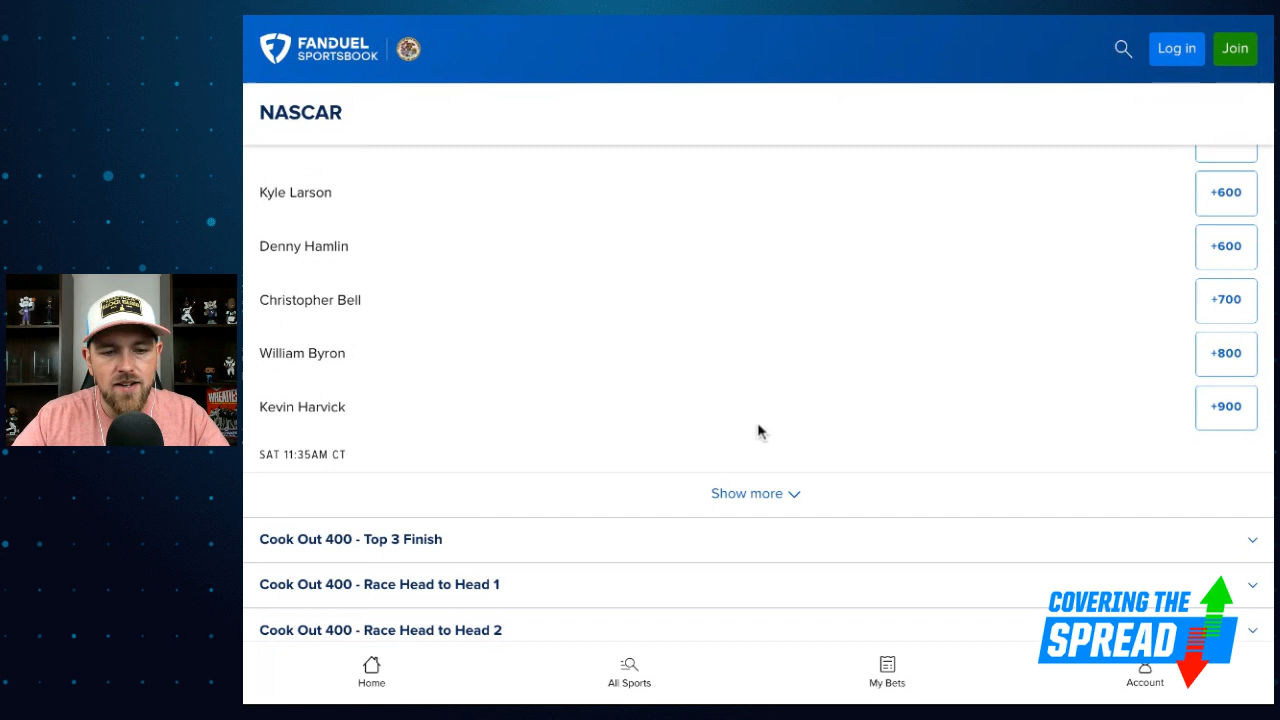 FANDUEL
SPORTSBOOK
Log in
Join
NASCAR
Kyle Larson
+600
Denny Hamlin
+600
Christopher Bell
+700
William Byron
+800
Kevin Harvick
+900
SAT 11:35AM CT
Show more
Cook Out 400 - Top 3 Finish
Cook Out 400 - Race Head to Head 1
Cook Out 400 - Race Head to Head 2
COVERING THE
SPREAD
Home
All Sports
My Bets
Account
WHEATIES